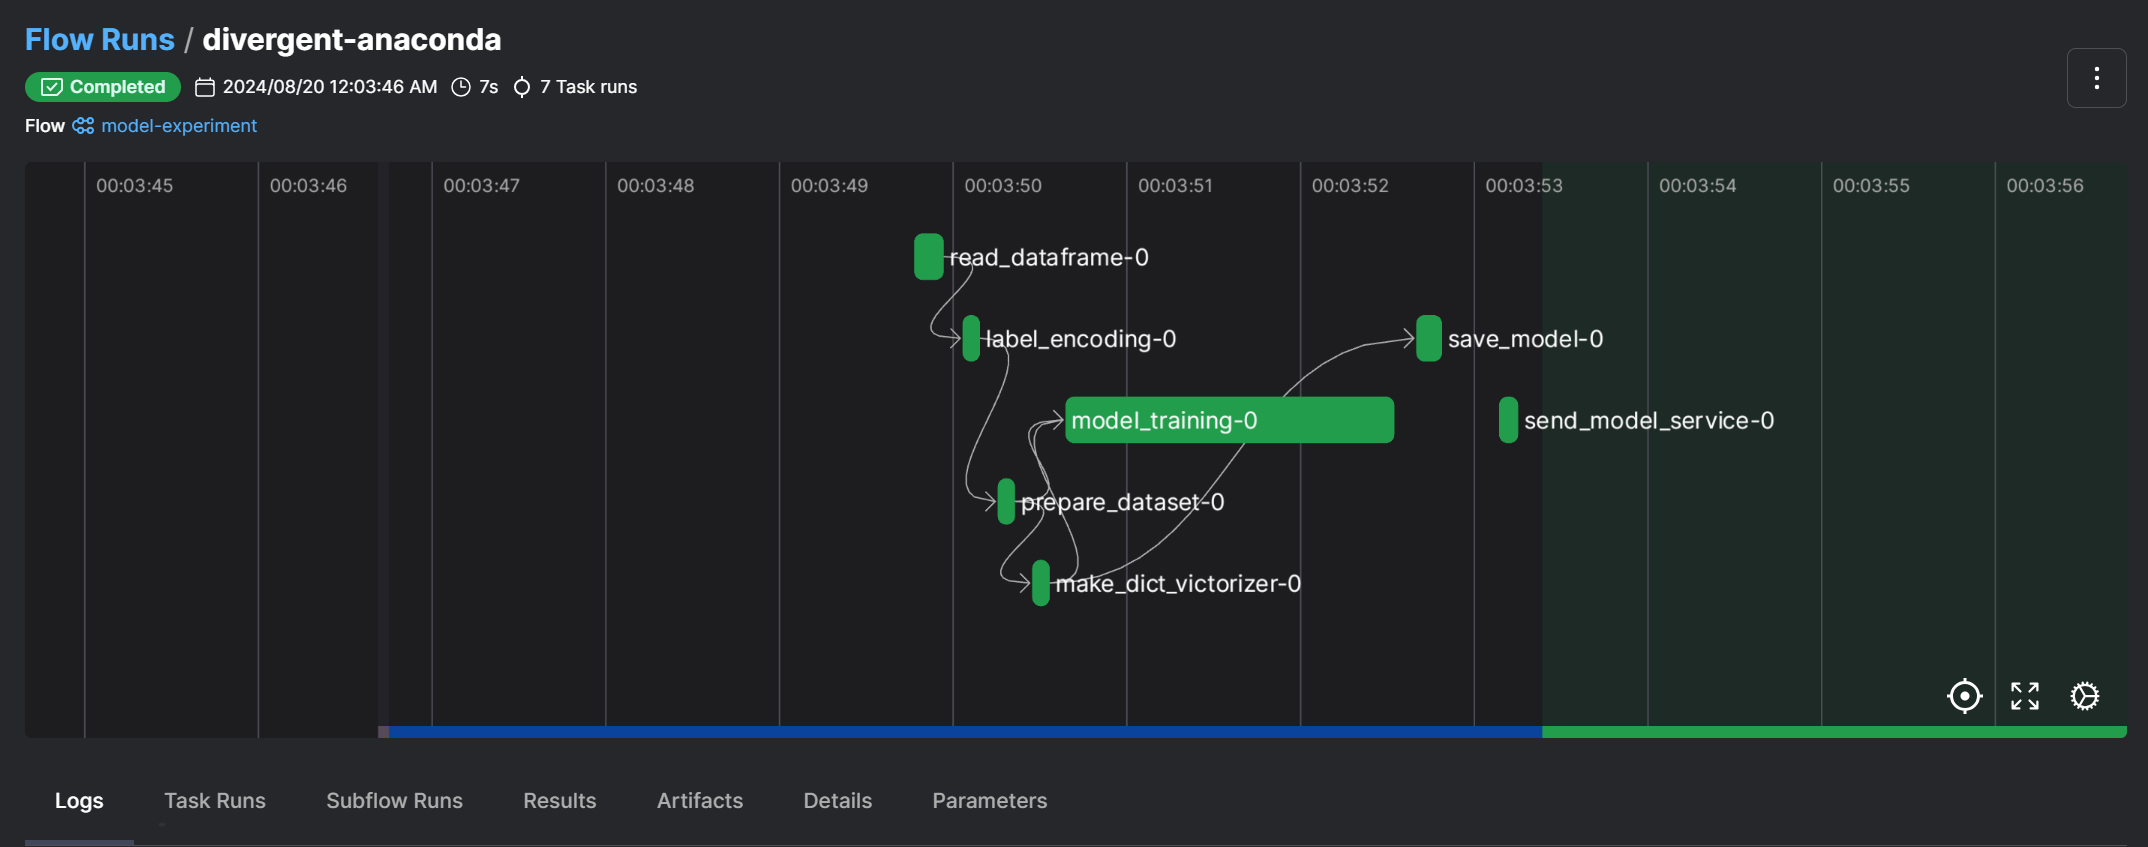 Flow Runs / divergent-anaconda
Completed 2024/08/20 12:03:46 AM 7s 7 Task runs
Flow model-experiment
00:03:45 00:03:46 00:03:47 00:03:48 00:03:49 00:03:50 00:03:51 00:03:52 00:03:53 00:03:54 00:03:55 00:03:56
read_dataframe-0
label_encoding-0 save_model-0
model_training-0 send_model_service-0
prepare_dataset-0
make_dict_victorizer-0
Logs Task Runs Subflow Runs Results Artifacts Details Parameters